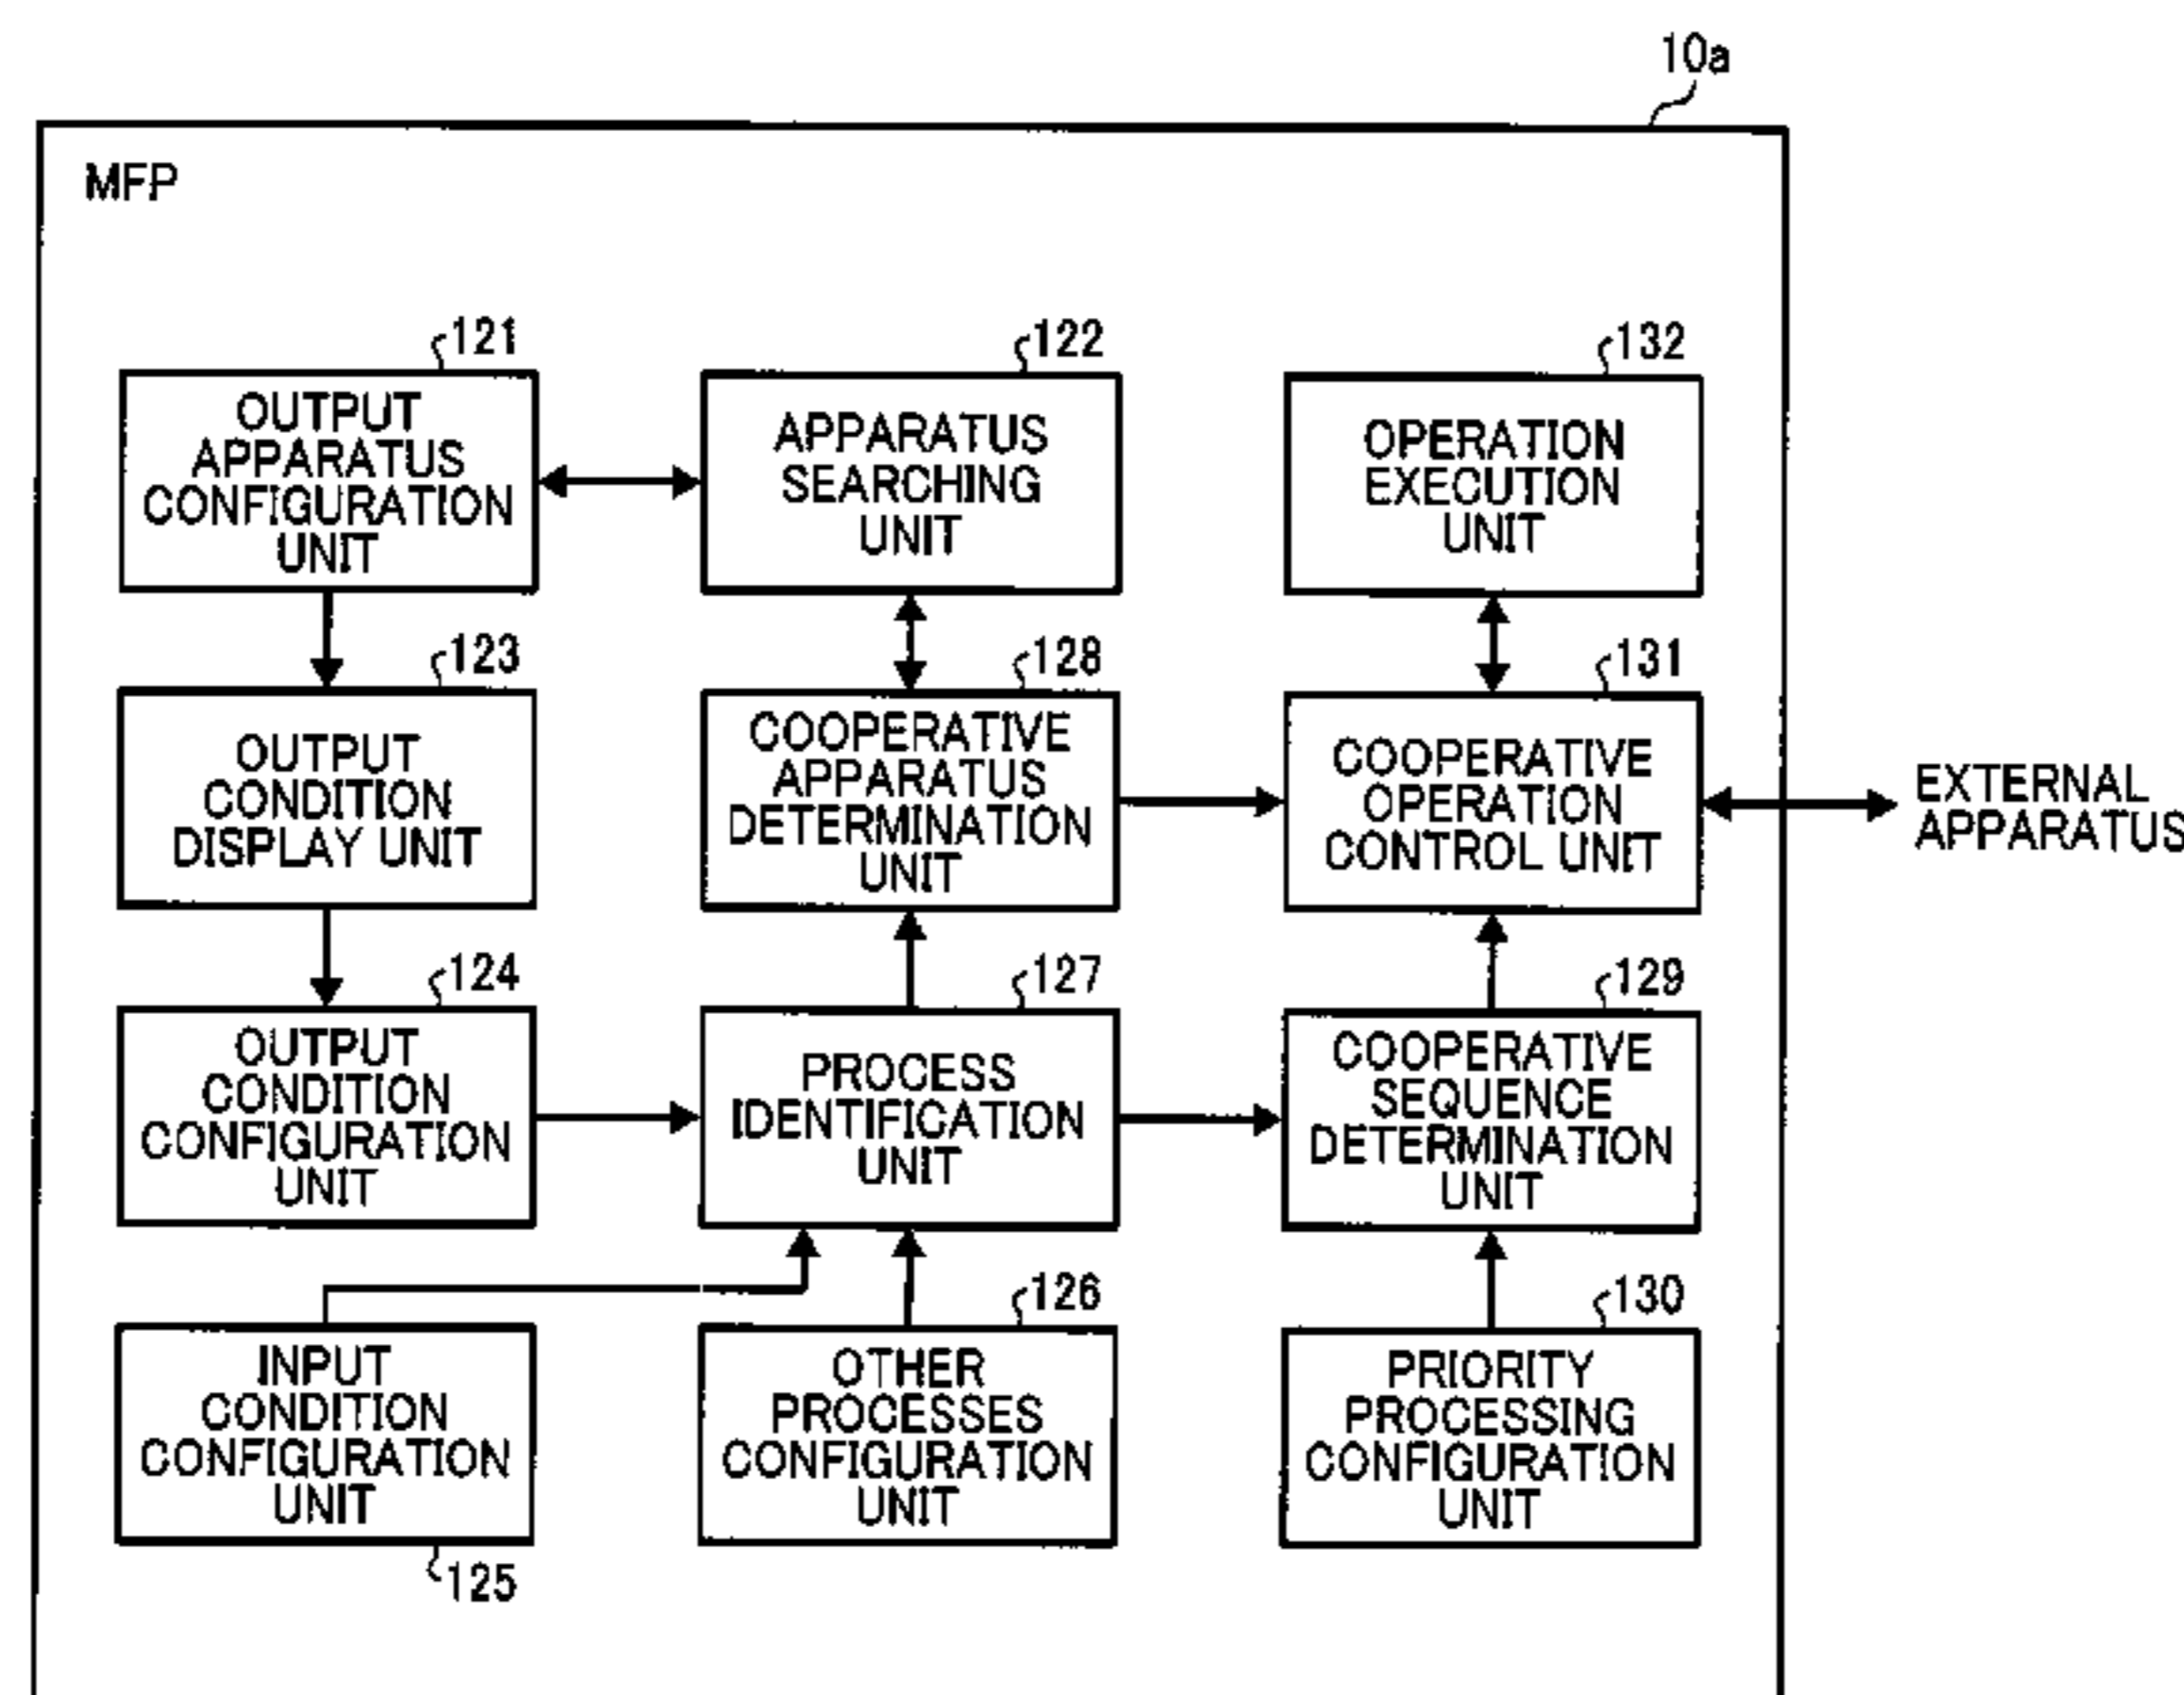 10a
MFP
121
122
132
OUTPUT
APPARATUS
CONFIGURATION
UNIT
APPARATUS
SEARCHING
UNIT
OPERATION
EXECUTION
UNIT
123
128
131
OUTPUT
CONDITION
DISPLAY UNIT
COOPERATIVE
APPARATUS
DETERMINATION
UNIT
COOPERATIVE
OPERATION
CONTROL UNIT
EXTERNAL
APPARATUS
124
127
129
OUTPUT
CONDITION
CONFIGURATION
UNIT
PROCESS
IDENTIFICATION
UNIT
COOPERATIVE
SEQUENCE
DETERMINATION
UNIT
126
130
INPUT
CONDITION
CONFIGURATION
UNIT
OTHER
PROCESSES
CONFIGURATION
UNIT
PRIORITY
PROCESSING
CONFIGURATION
UNIT
125